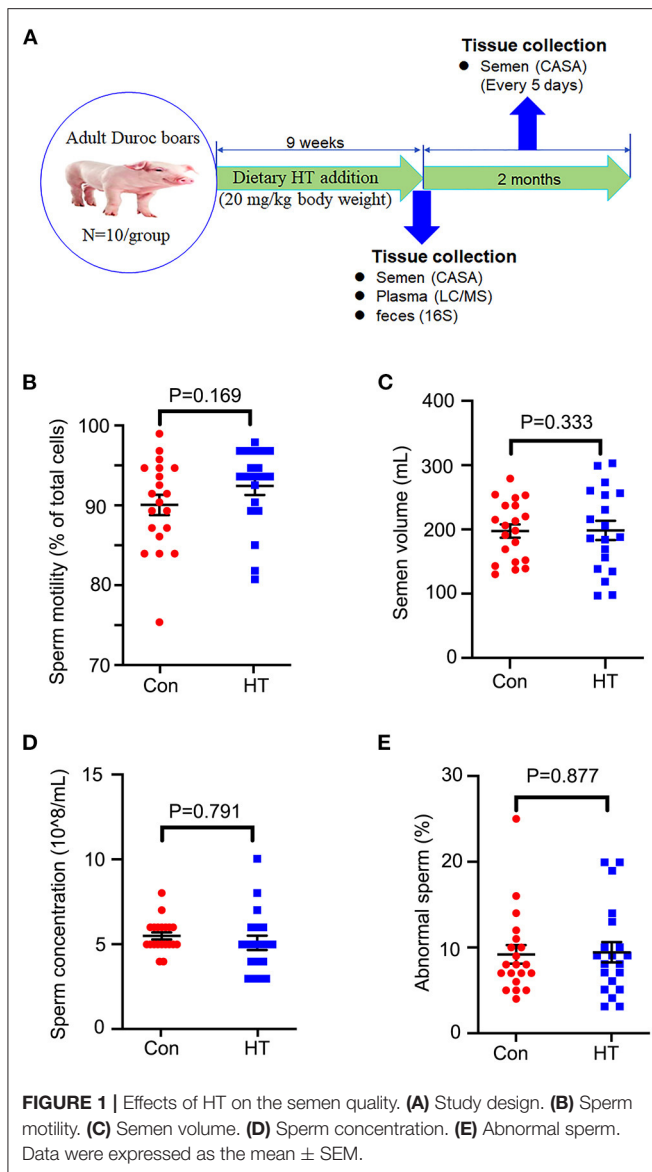 A
Tissue collection
● Semen (CASA)
(Every 5 days)
Adult Duroc boars
N=10/group
9 weeks
Dietary HT addition
(20 mg/kg body weight)
2 months
Tissue collection
● Semen (CASA)
● Plasma (LC/MS)
● feces (16S)
B
P=0.169
Sperm motility (% of total cells)
100
90
80
70
Con HT
C
P=0.333
Semen volume (mL)
400
300
200
100
0
Con HT
D
P=0.791
Sperm concentration (10^8/mL)
15
10
5
0
Con HT
E
P=0.877
Abnormal sperm (%)
30
20
10
0
Con HT
FIGURE 1 | Effects of HT on the semen quality. (A) Study design. (B) Sperm
motility. (C) Semen volume. (D) Sperm concentration. (E) Abnormal sperm.
Data were expressed as the mean ± SEM.